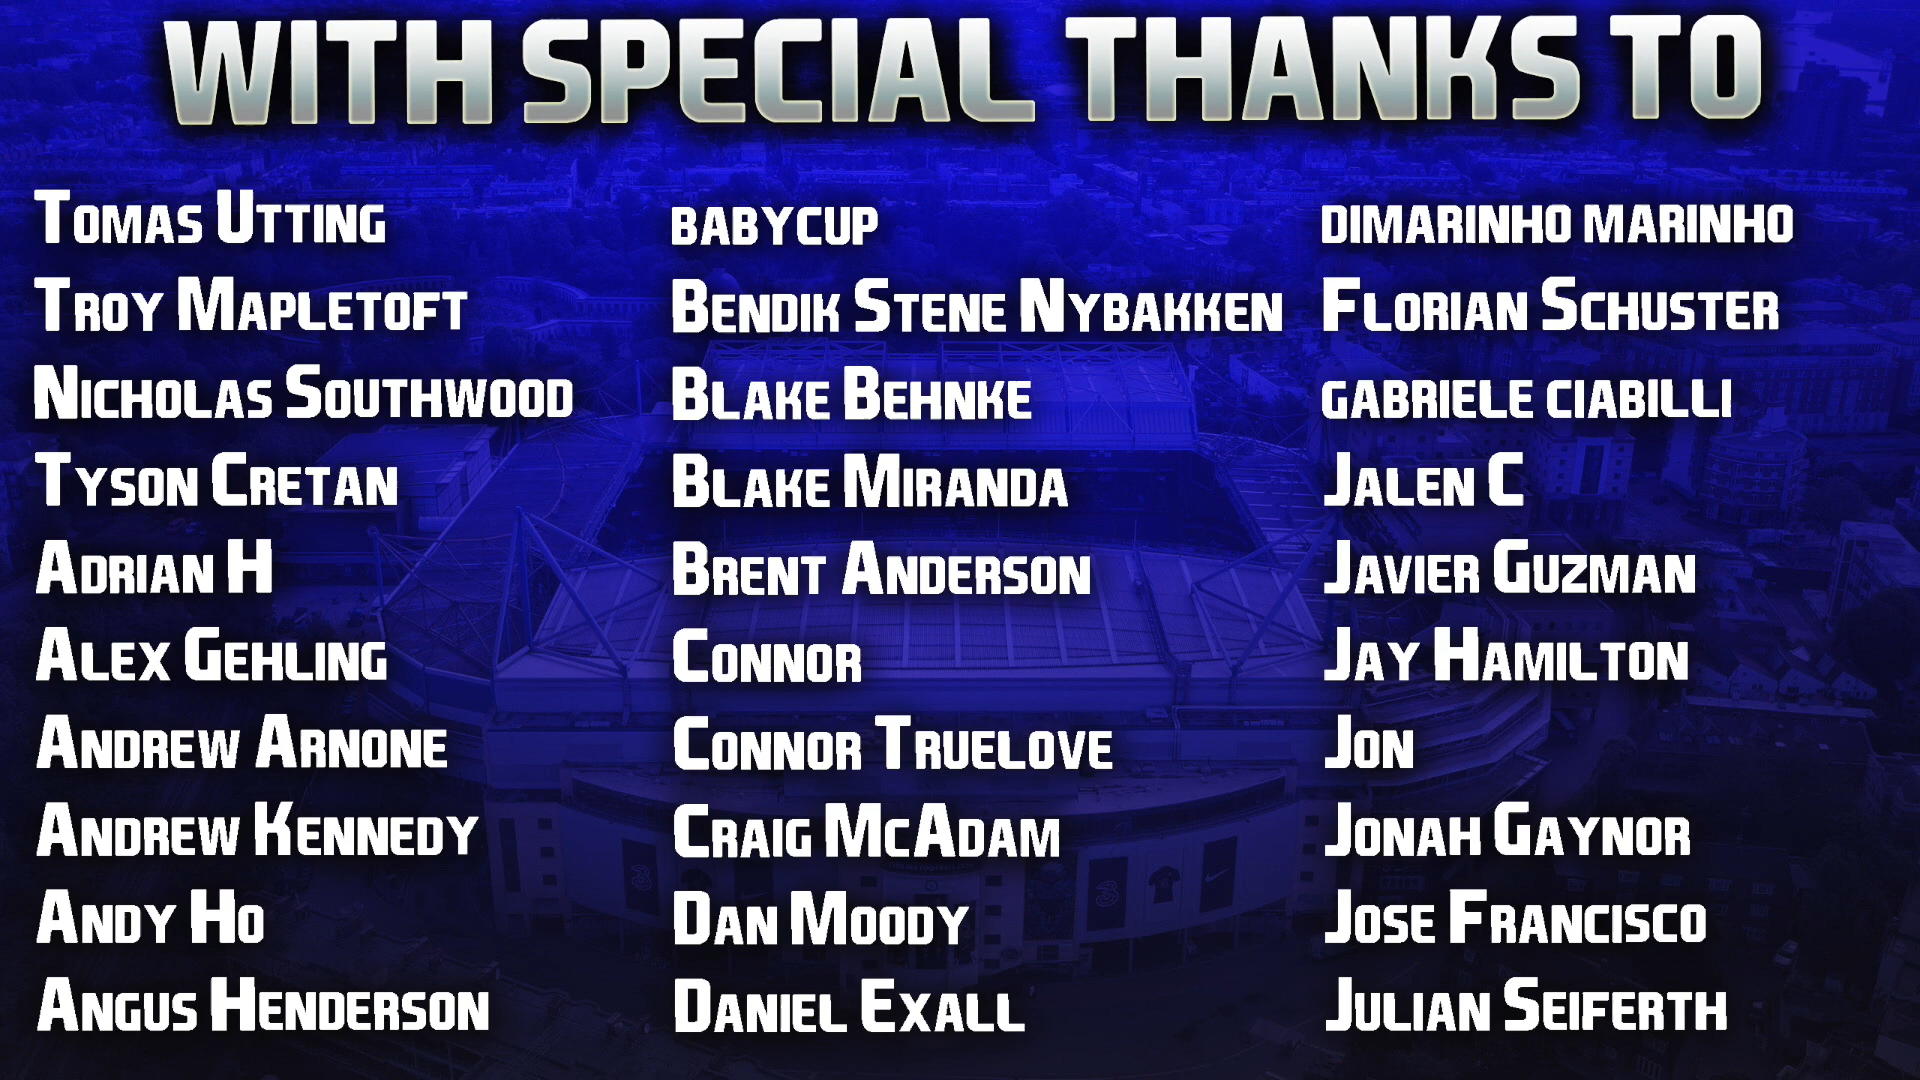 WITH SPECIAL THANKS TO
Tomas Utting
Troy Mapletoft
Nicholas Southwood
Tyson Cretan
Adrian H
Alex Gehling
Andrew Arnone
Andrew Kennedy
Andy Ho
Angus Henderson
babycup
Bendik Stene Nybakken
Blake Behnke
Blake Miranda
Brent Anderson
Connor
Connor Truelove
Craig McAdam
Dan Moody
Daniel Exall
dimarinho marinho
Florian Schuster
gabriele ciabilli
Jalen C
Javier Guzman
Jay Hamilton
Jon
Jonah Gaynor
Jose Francisco
Julian Seiferth
3
3